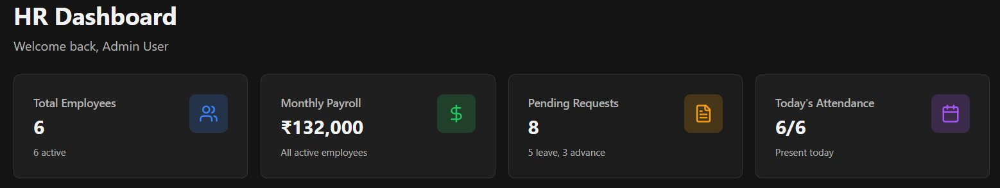 HR Dashboard
Welcome back, Admin User
Total Employees
6
6 active
Monthly Payroll
₹132,000
All active employees
Pending Requests
8
5 leave, 3 advance
Today's Attendance
6/6
Present today